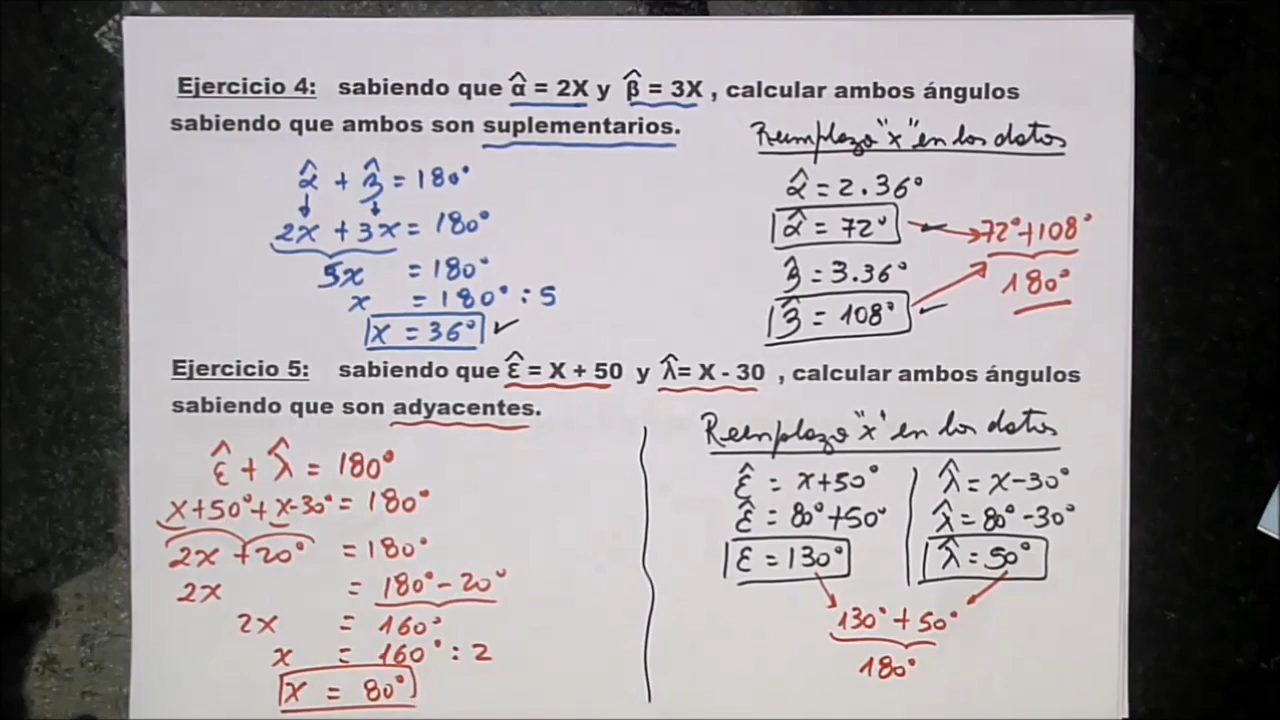 Ejercicio 4: sabiendo que α̂ = 2X y β̂ = 3X , calcular ambos ángulos
sabiendo que ambos son suplementarios.
α̂ + β̂ = 180°
2x + 3x = 180°
5x = 180°
x = 180° : 5
x = 36° ✓
Reemplazo "x" en los datos
α̂ = 2.36°
α̂ = 72°
β̂ = 3.36°
β̂ = 108°
72° + 108°
180°
Ejercicio 5: sabiendo que ε̂ = X + 50 y λ̂ = X - 30 , calcular ambos ángulos
sabiendo que son adyacentes.
ε̂ + λ̂ = 180°
x + 50° + x - 30° = 180°
2x + 20° = 180°
2x = 180° - 20°
2x = 160°
x = 160° : 2
x = 80°
Reemplazo "x" en los datos
ε̂ = x + 50°
ε̂ = 80° + 50°
ε = 130°
λ̂ = x - 30°
λ̂ = 80° - 30°
λ̂ = 50°
130° + 50°
180°